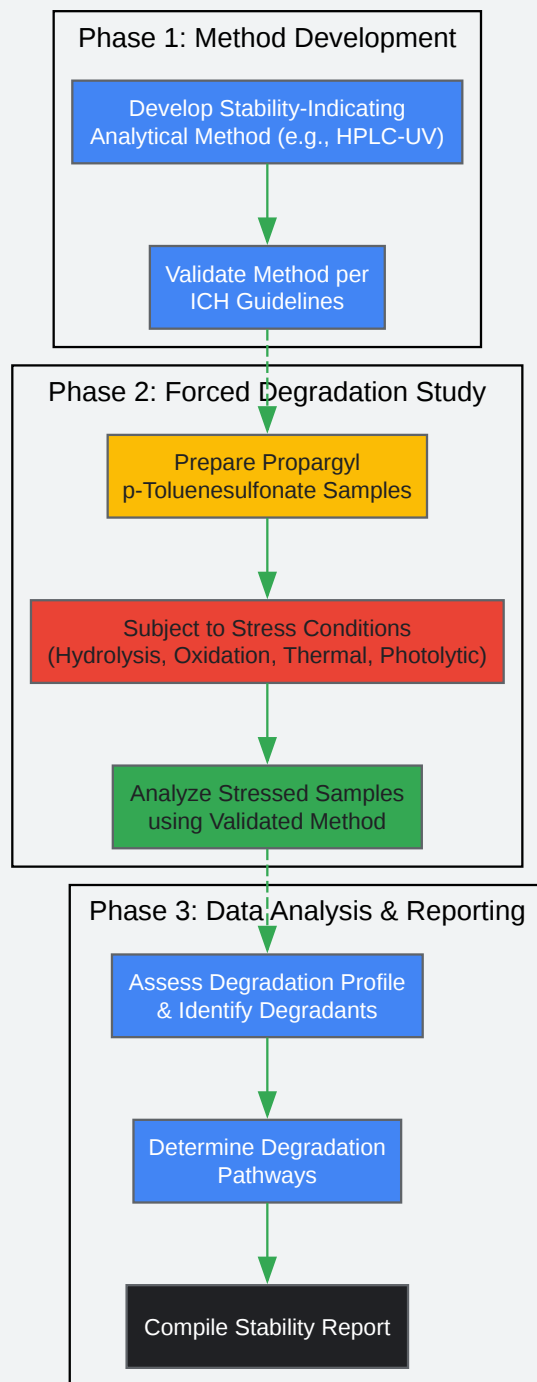 Phase 1: Method Development
Develop Stability-Indicating
Analytical Method (e.g., HPLC-UV)
Validate Method per
ICH Guidelines
Phase 2: Forced Degradation Study
Prepare Propargyl
p-Toluenesulfonate Samples
Subject to Stress Conditions
(Hydrolysis, Oxidation, Thermal, Photolytic)
Analyze Stressed Samples
using Validated Method
Phase 3: Data Analysis & Reporting
Assess Degradation Profile
& Identify Degradants
Determine Degradation
Pathways
Compile Stability Report